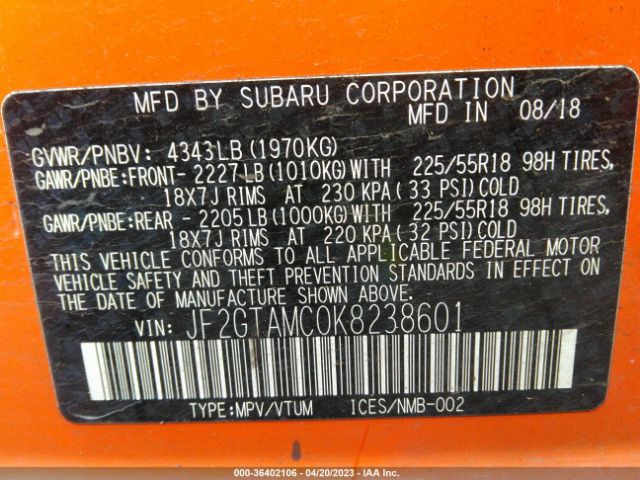 MFD BY SUBARU CORPORATION
MFD IN 08/18
GVWR/PNBV: 4343LB (1970KG)
GAWR/PNBE:FRONT- 2227LB (1010KG) WITH 225/55R18 98H TIRES,
18X7J RIMS AT 230 KPA( 33 PSI) COLD
GAWR/PNBE:REAR - 2205LB (1000KG) WITH 225/55R18 98H TIRES,
18X7J RIMS AT 220 KPA( 32 PSI) COLD
THIS VEHICLE CONFORMS TO ALL APPLICABLE FEDERAL MOTOR
VEHICLE SAFETY AND THEFT PREVENTION STANDARDS IN EFFECT ON
THE DATE OF MANUFACTURE SHOWN ABOVE.
VIN: JF2GTAMC0K8238601
TYPE:MPV/VTUM ICES/NMB-002
000-36402106 - 04/20/2023 - IAA Inc.